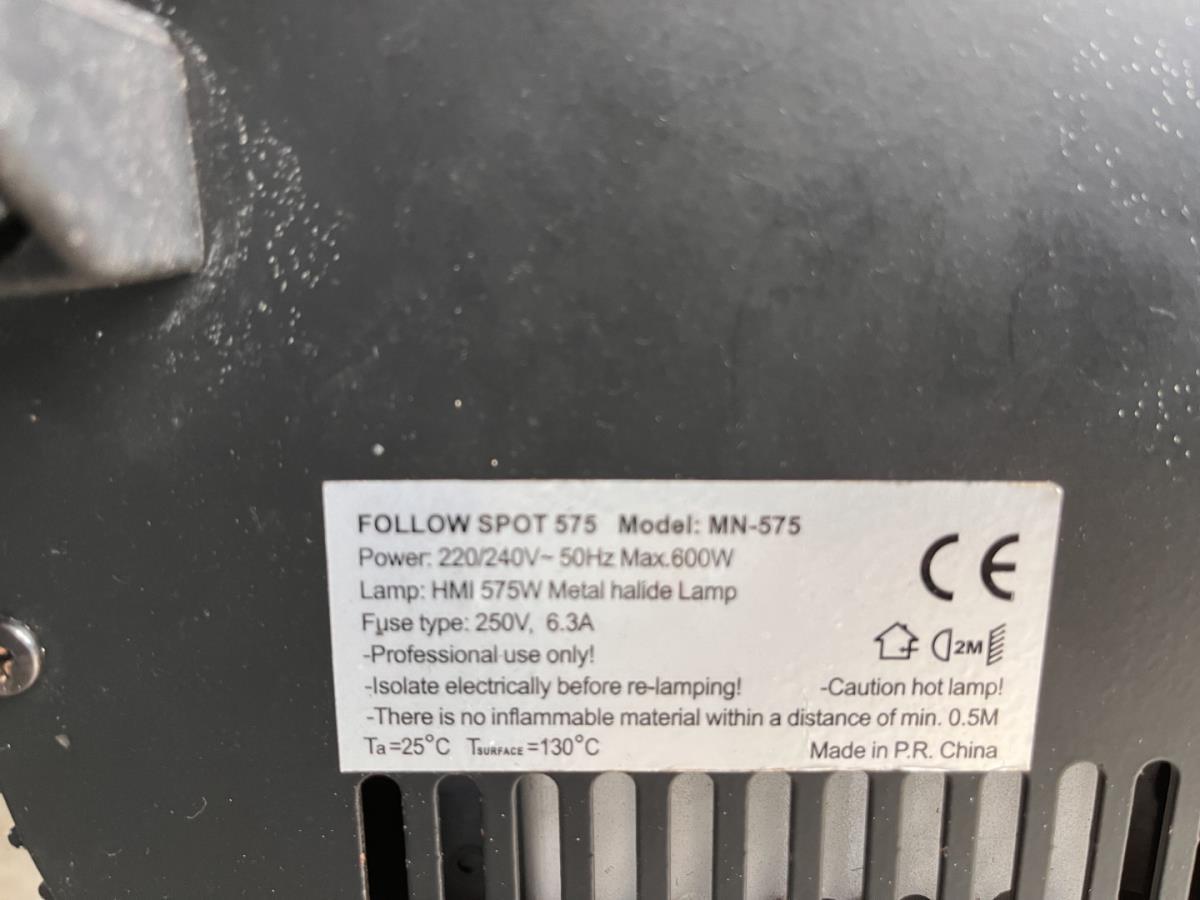 FOLLOW SPOT 575 Model: MN-575
Power: 220/240V~ 50Hz Max.600W
Lamp: HMI 575W Metal halide Lamp
Fuse type: 250V, 6.3A
CE
2M
-Professional use only!
-Isolate electrically before re-lamping! -Caution hot lamp!
-There is no inflammable material within a distance of min. 0.5M
Ta=25°C TSURFACE=130°C Made in P.R. China